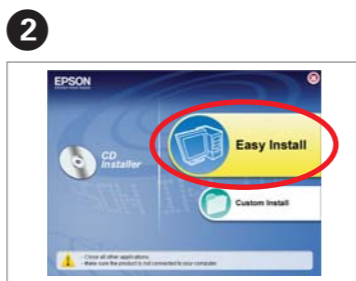 2
EPSON
Easy Install
CD
Installer
Custom Install
- Close all other applications.
- Make sure the product is not connected to your computer.